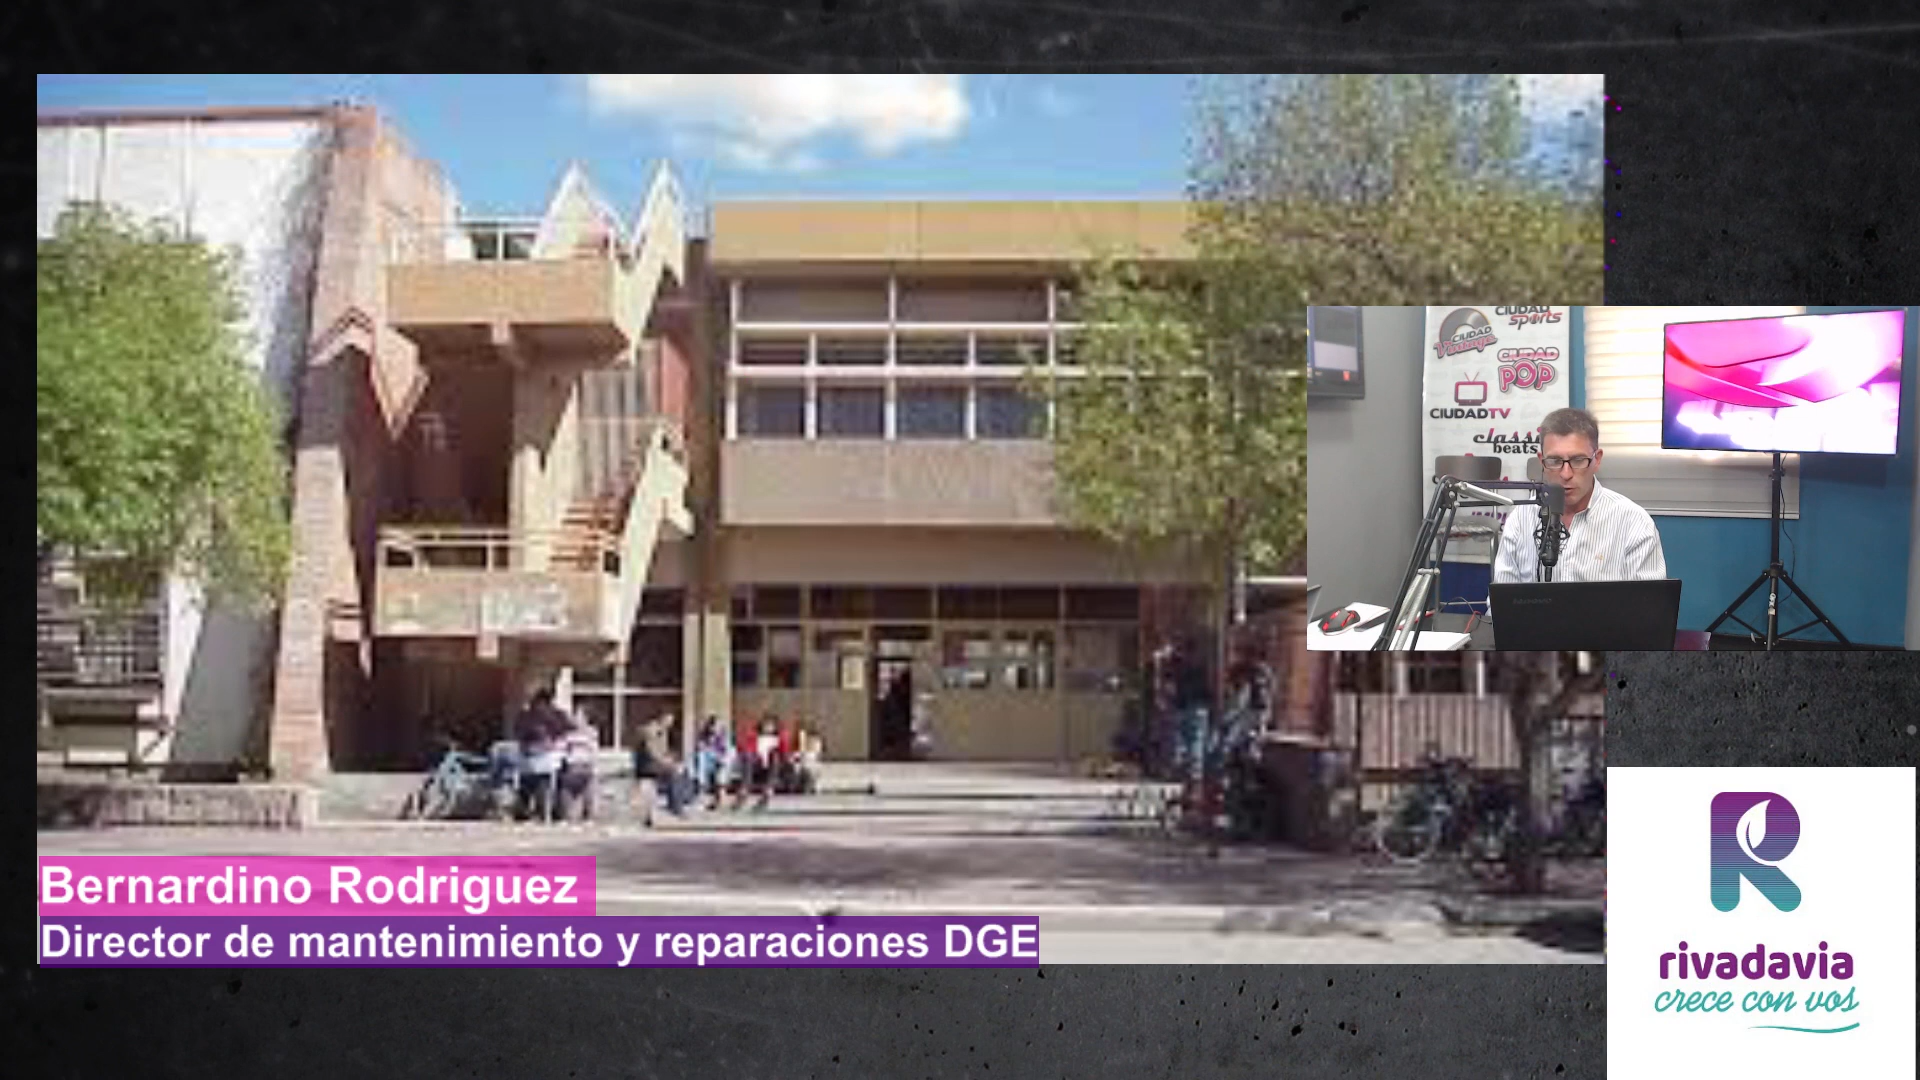 CIUDAD
sports
CIUDAD
Vintage
CIUDAD
POP
CIUDADTV
classic
beats
Bernardino Rodriguez
Director de mantenimiento y reparaciones DGE
rivadavia
crece con vos